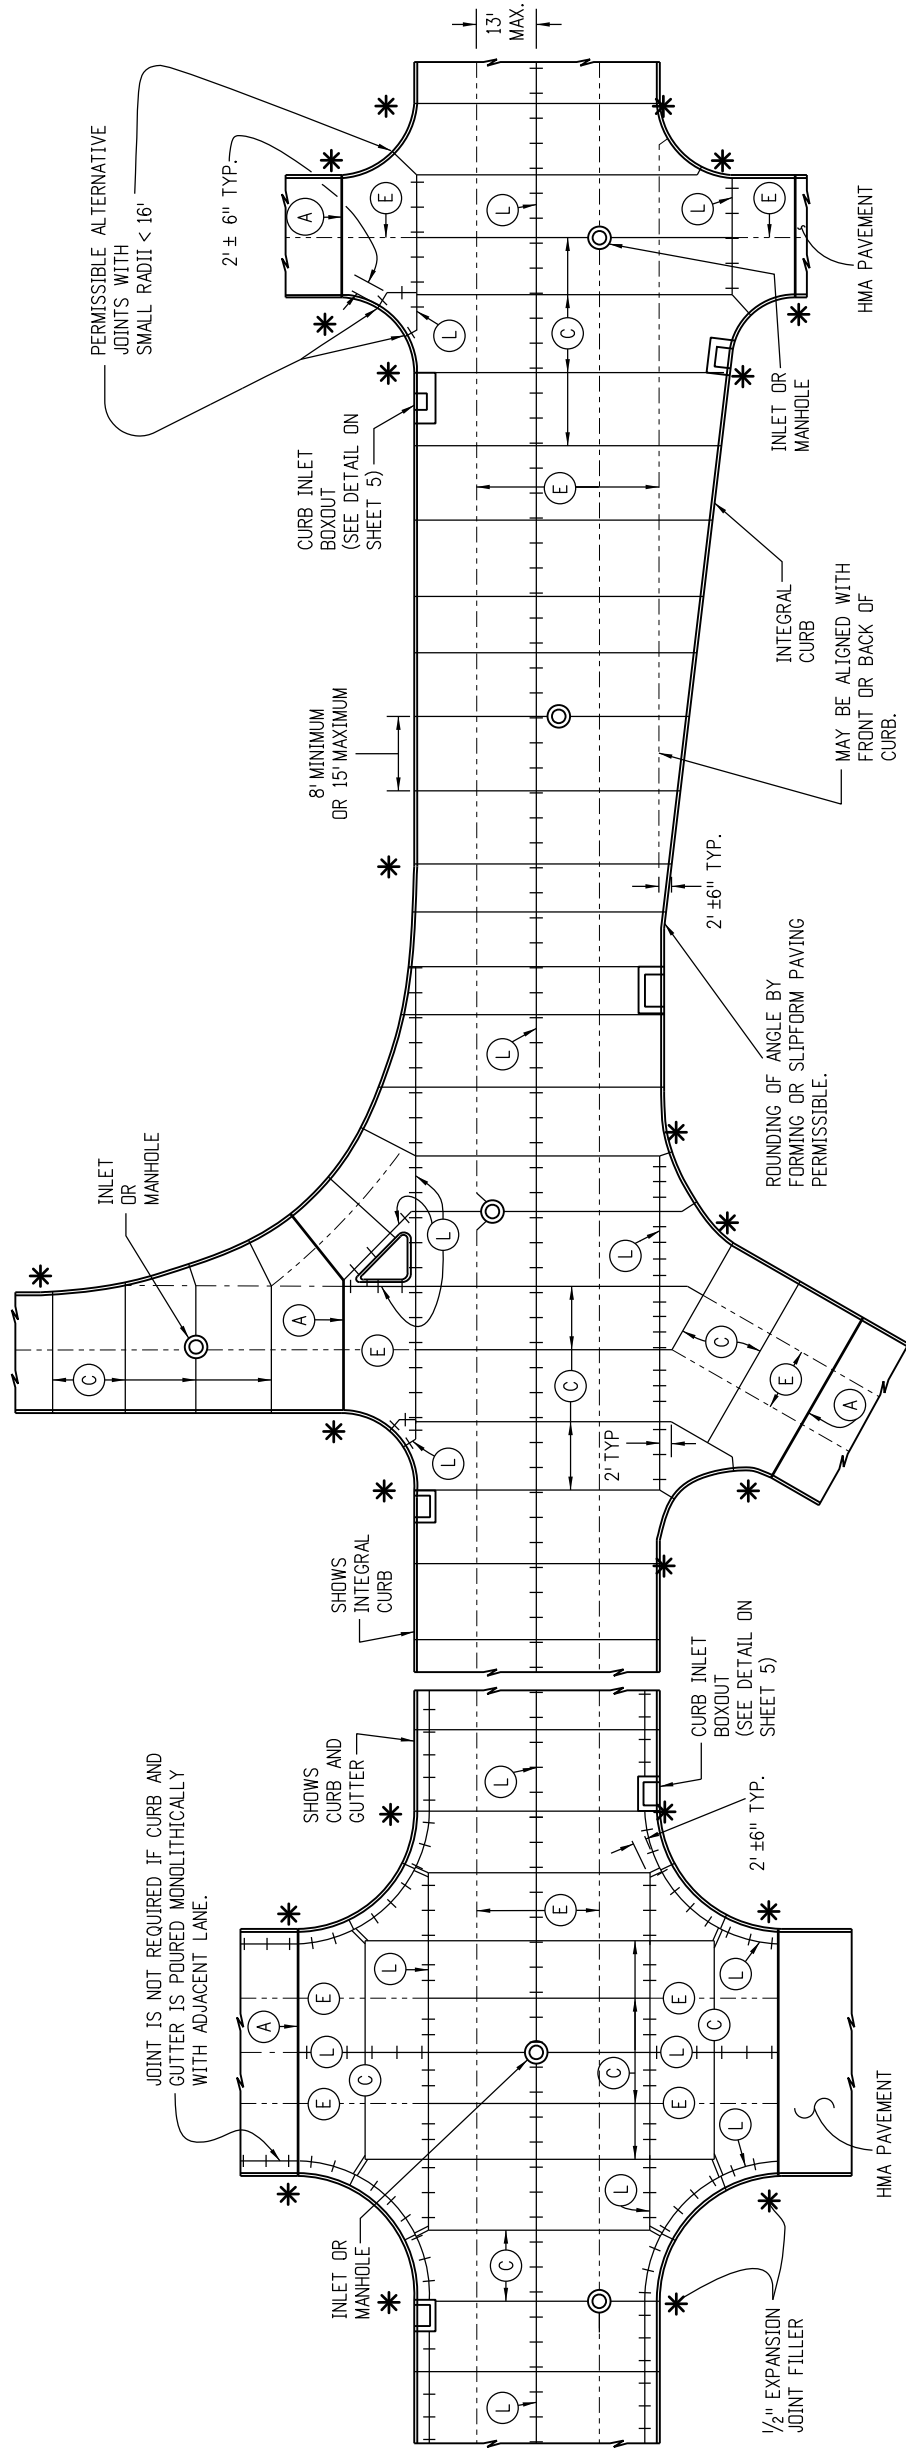 JOINT IS NOT REQUIRED IF CURB AND
GUTTER IS POURED MONOLITHICALLY
WITH ADJACENT LANE.
SHOWS
CURB AND
GUTTER
INLET OR
MANHOLE
1/2" EXPANSION
JOINT FILLER
HMA PAVEMENT
2' ±6" TYP.
CURB INLET
BOXOUT
(SEE DETAIL ON
SHEET 5)
A
E
L
E
C
L
L
E
C
E
L
E
C
C
L
L
L
L
C
SHOWS
INTEGRAL
CURB
INLET
OR
MANHOLE
C
A
E
L
L
C
2' TYP
L
L
C
E
A
ROUNDING OF ANGLE BY
FORMING OR SLIPFORM PAVING
PERMISSIBLE.
2' ±6" TYP.
8' MINIMUM
OR 15' MAXIMUM
MAY BE ALIGNED WITH
FRONT OR BACK OF
CURB.
INTEGRAL
CURB
CURB INLET
BOXOUT
(SEE DETAIL ON
SHEET 5)
E
PERMISSIBLE ALTERNATIVE
JOINTS WITH
SMALL RADII < 16'
2' ± 6" TYP.
A
E
L
L
C
L
E
INLET OR
MANHOLE
HMA PAVEMENT
13'
MAX.